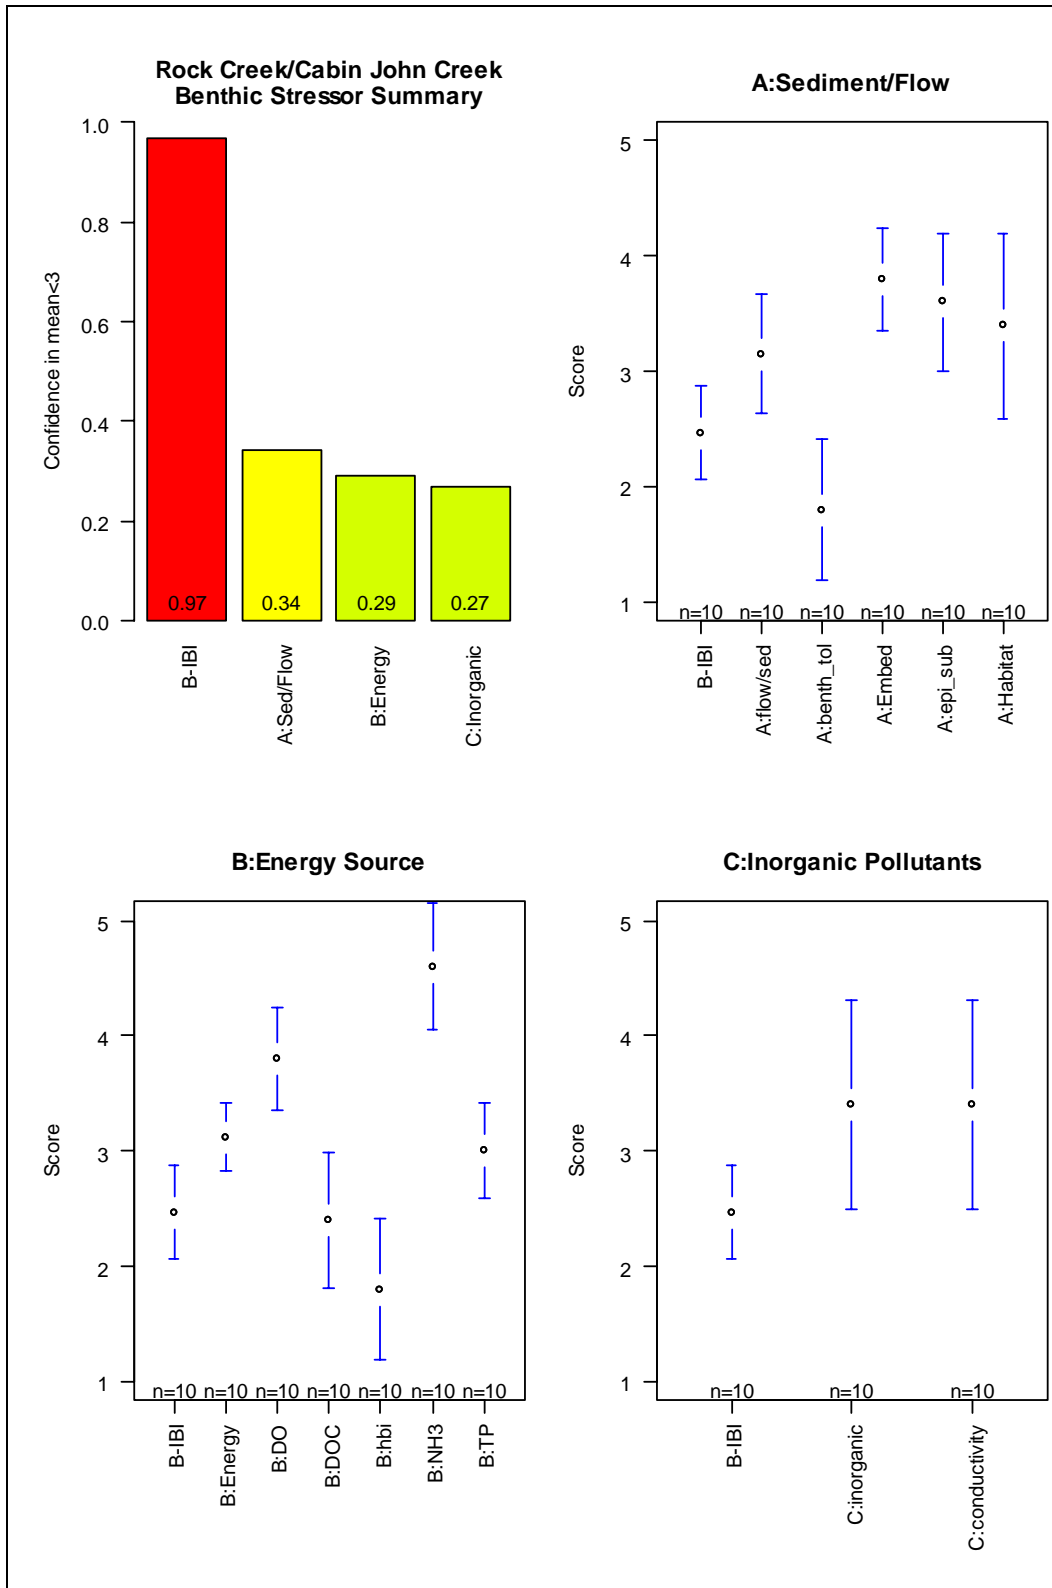 Rock Creek/Cabin John Creek
Benthic Stressor Summary
Confidence in mean<3
1.0
0.8
0.6
0.4
0.2
0.0
0.97
0.34
0.29
0.27
B-IBI
A:Sed/Flow
B:Energy
C:Inorganic
A:Sediment/Flow
Score
5
4
3
2
1
n=10 n=10 n=10 n=10 n=10 n=10
B-IBI
A:flow/sed
A:benth_tol
A:Embed
A:epi_sub
A:Habitat
B:Energy Source
Score
5
4
3
2
1
n=10 n=10 n=10 n=10 n=10 n=10 n=10
B-IBI
B:Energy
B:DO
B:DOC
B:hbi
B:NH3
B:TP
C:Inorganic Pollutants
Score
5
4
3
2
1
n=10 n=10 n=10
B-IBI
C:inorganic
C:conductivity